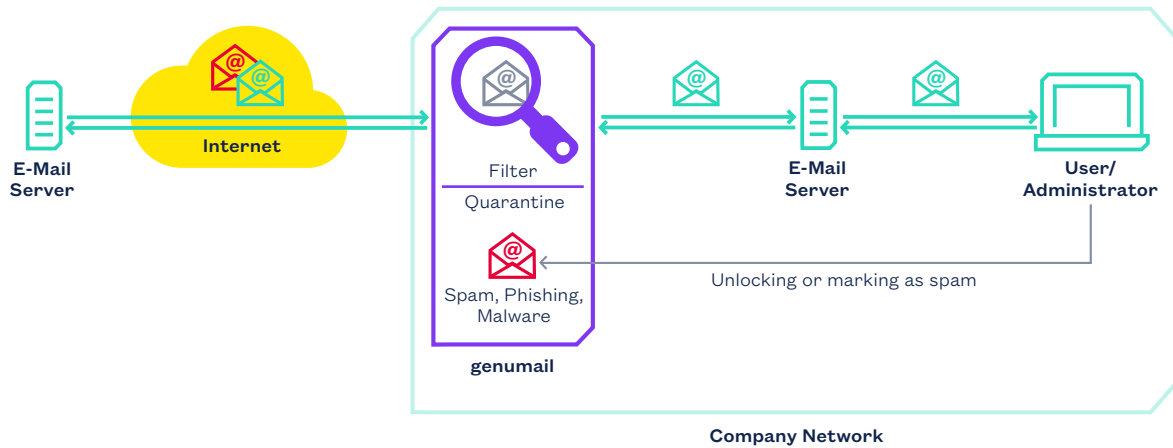 @
@
@
@
@
Internet
E-Mail
Server
Filter
Quarantine
@
Spam, Phishing,
Malware
genumail
E-Mail
Server
User/
Administrator
Unlocking or marking as spam
Company Network